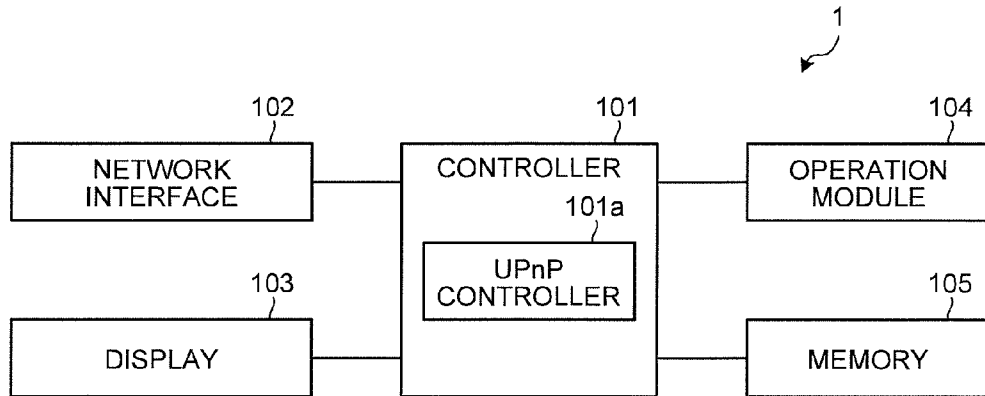 1
102
101
104
NETWORK
INTERFACE
CONTROLLER
OPERATION
MODULE
101a
UPnP
CONTROLLER
103
105
DISPLAY
MEMORY